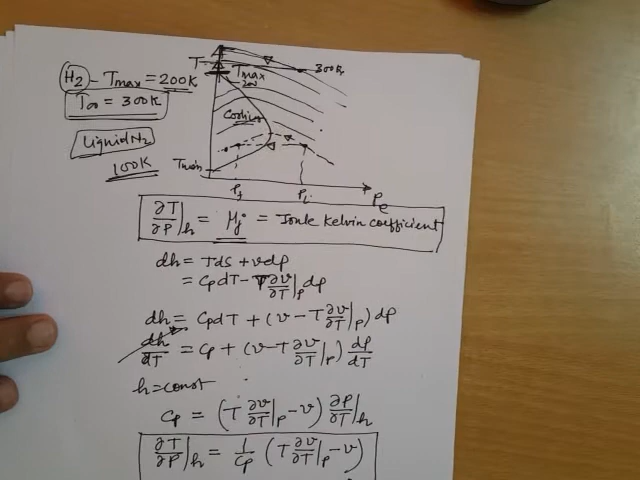 H₂ - Tmax = 200K
T∞ = 300K
Liquid N₂
100K
T
300K
Tmax
200
Cooling
Tmin
Pf Pi P
∂T/∂P|h = μj = Joule Kelvin coefficient
dh = Tds + vdp
= CpdT - T ∂v/∂T|p dp
dh = CpdT + (v - T ∂v/∂T|p) dp
dh/dT = Cp + (v - T ∂v/∂T|p) dp/dT
h = const
Cp = (T ∂v/∂T|p - v) ∂P/∂T|h
∂T/∂P|h = 1/Cp (T ∂v/∂T|p - v)